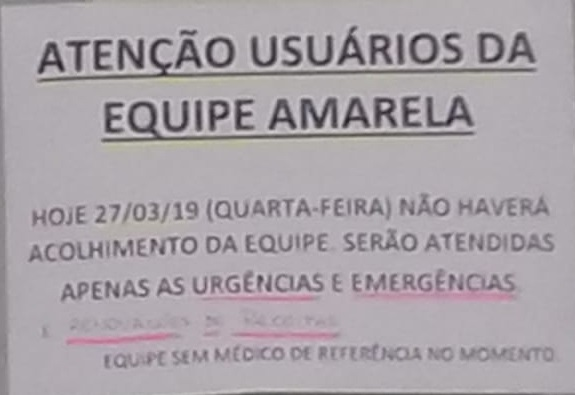 ATENÇÃO USUÁRIOS DA
EQUIPE AMARELA
HOJE 27/03/19 (QUARTA-FEIRA) NÃO HAVERÁ
ACOLHIMENTO DA EQUIPE. SERÃO ATENDIDAS
APENAS AS URGÊNCIAS E EMERGÊNCIAS
E RENOVAÇÕES DE RECEITAS
EQUIPE SEM MÉDICO DE REFERÊNCIA NO MOMENTO.